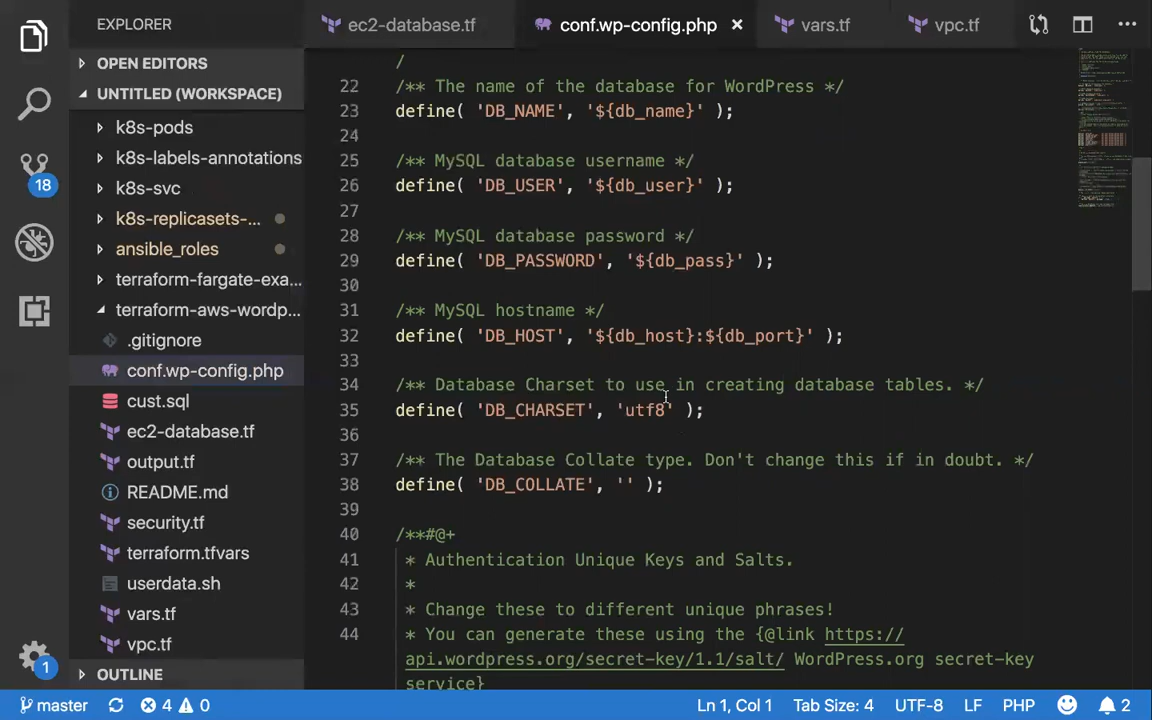 EXPLORER
ec2-database.tf
conf.wp-config.php
vars.tf
vpc.tf
OPEN EDITORS
UNTITLED (WORKSPACE)
k8s-pods
k8s-labels-annotations
k8s-svc
k8s-replicasets-...
ansible_roles
terraform-fargate-exa...
terraform-aws-wordp...
.gitignore
conf.wp-config.php
cust.sql
ec2-database.tf
output.tf
README.md
security.tf
terraform.tfvars
userdata.sh
vars.tf
vpc.tf
OUTLINE
18
1
/
22 /** The name of the database for WordPress */
23 define( 'DB_NAME', '${db_name}' );
24
25 /** MySQL database username */
26 define( 'DB_USER', '${db_user}' );
27
28 /** MySQL database password */
29 define( 'DB_PASSWORD', '${db_pass}' );
30
31 /** MySQL hostname */
32 define( 'DB_HOST', '${db_host}:${db_port}' );
33
34 /** Database Charset to use in creating database tables. */
35 define( 'DB_CHARSET', 'utf8' );
36
37 /** The Database Collate type. Don't change this if in doubt. */
38 define( 'DB_COLLATE', '' );
39
40 /**#@+
41 * Authentication Unique Keys and Salts.
42 *
43 * Change these to different unique phrases!
44 * You can generate these using the {@link https://
api.wordpress.org/secret-key/1.1/salt/ WordPress.org secret-key
service}
master 4 0 Ln 1, Col 1 Tab Size: 4 UTF-8 LF PHP 2